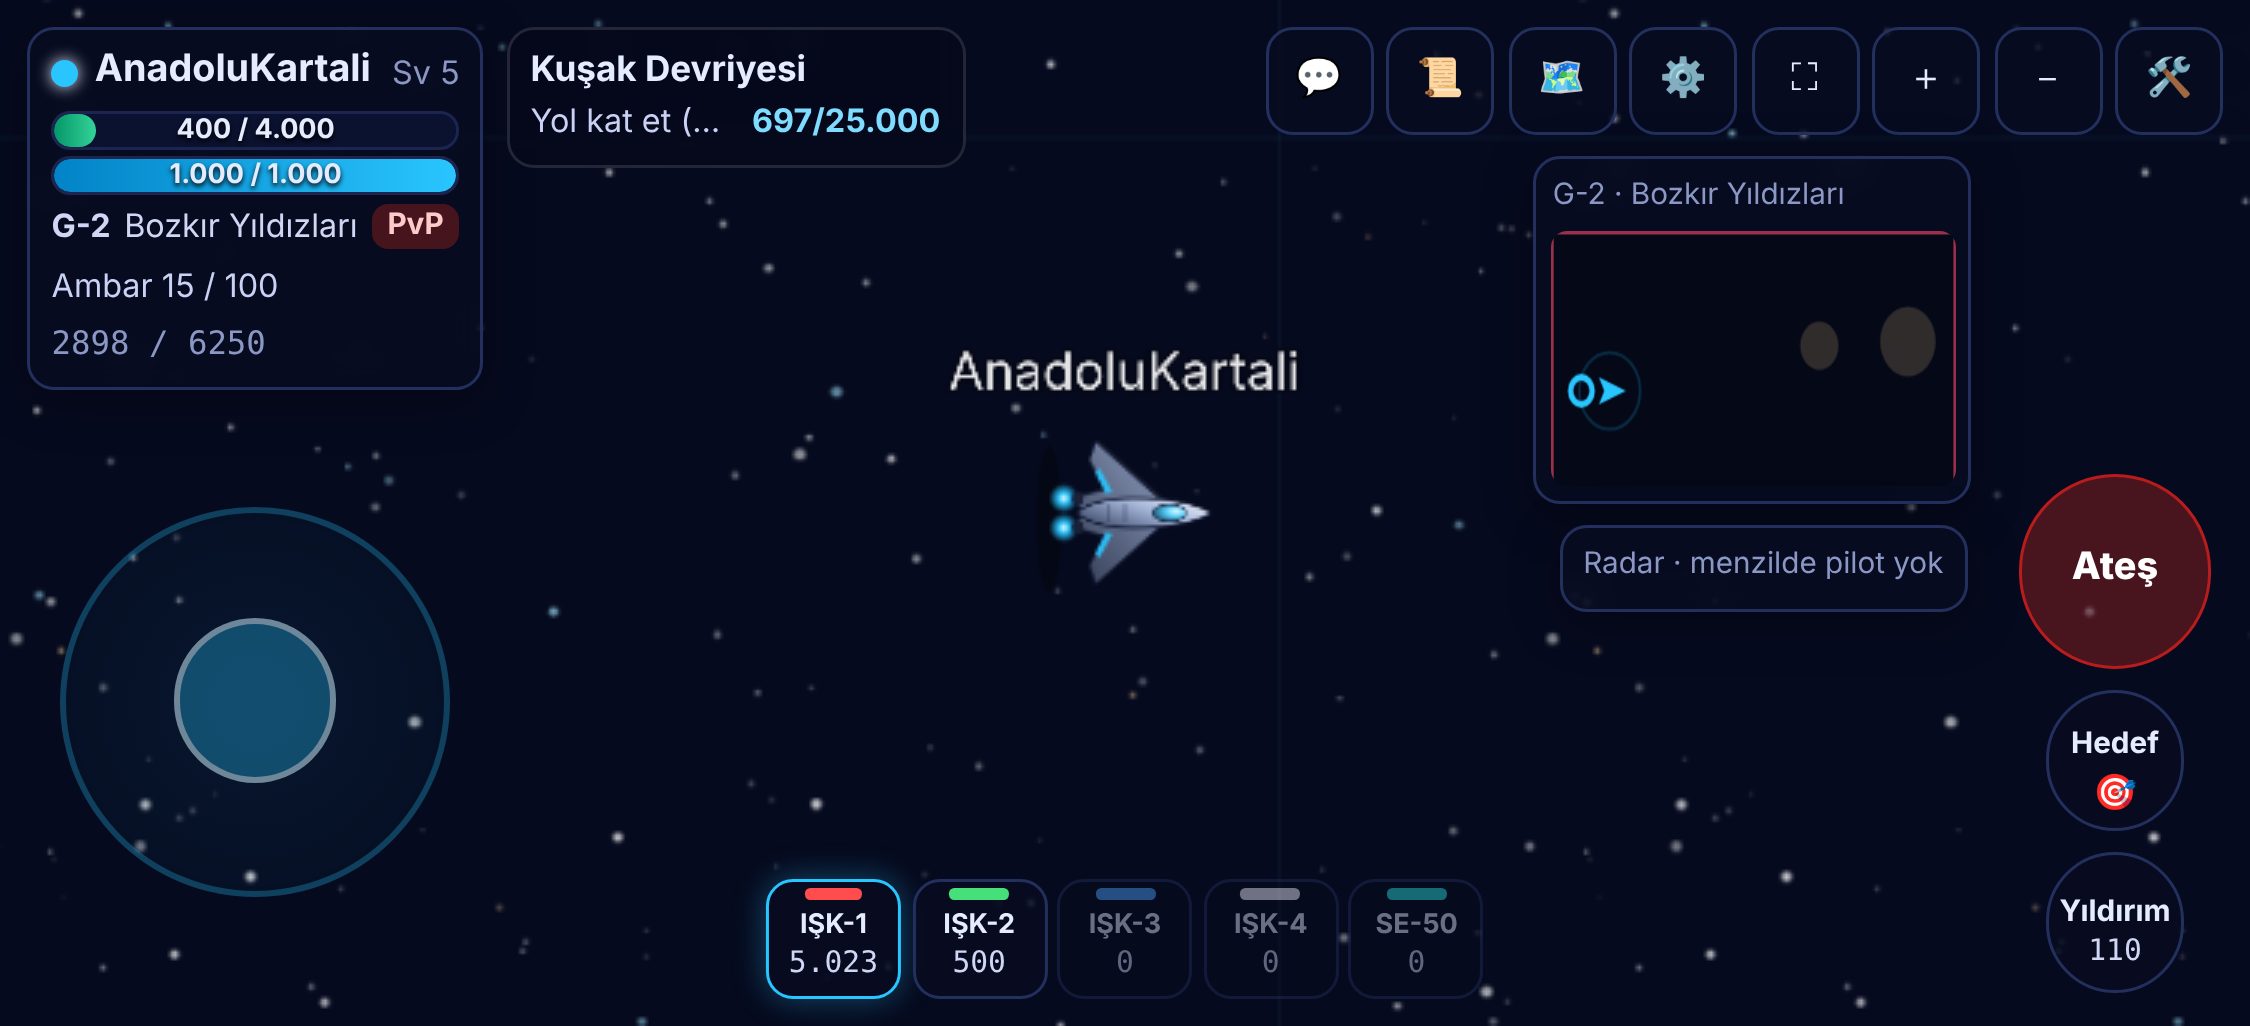 AnadoluKartali Sv 5
400 / 4.000
1.000 / 1.000
G-2 Bozkır Yıldızları PvP
Ambar 15 / 100
2898 / 6250
Kuşak Devriyesi
Yol kat et (... 697/25.000
G-2 · Bozkır Yıldızları
Radar · menzilde pilot yok
AnadoluKartali
Ateş
Hedef
Yıldırım
110
IŞK-1
5.023
IŞK-2
500
IŞK-3
0
IŞK-4
0
SE-50
0